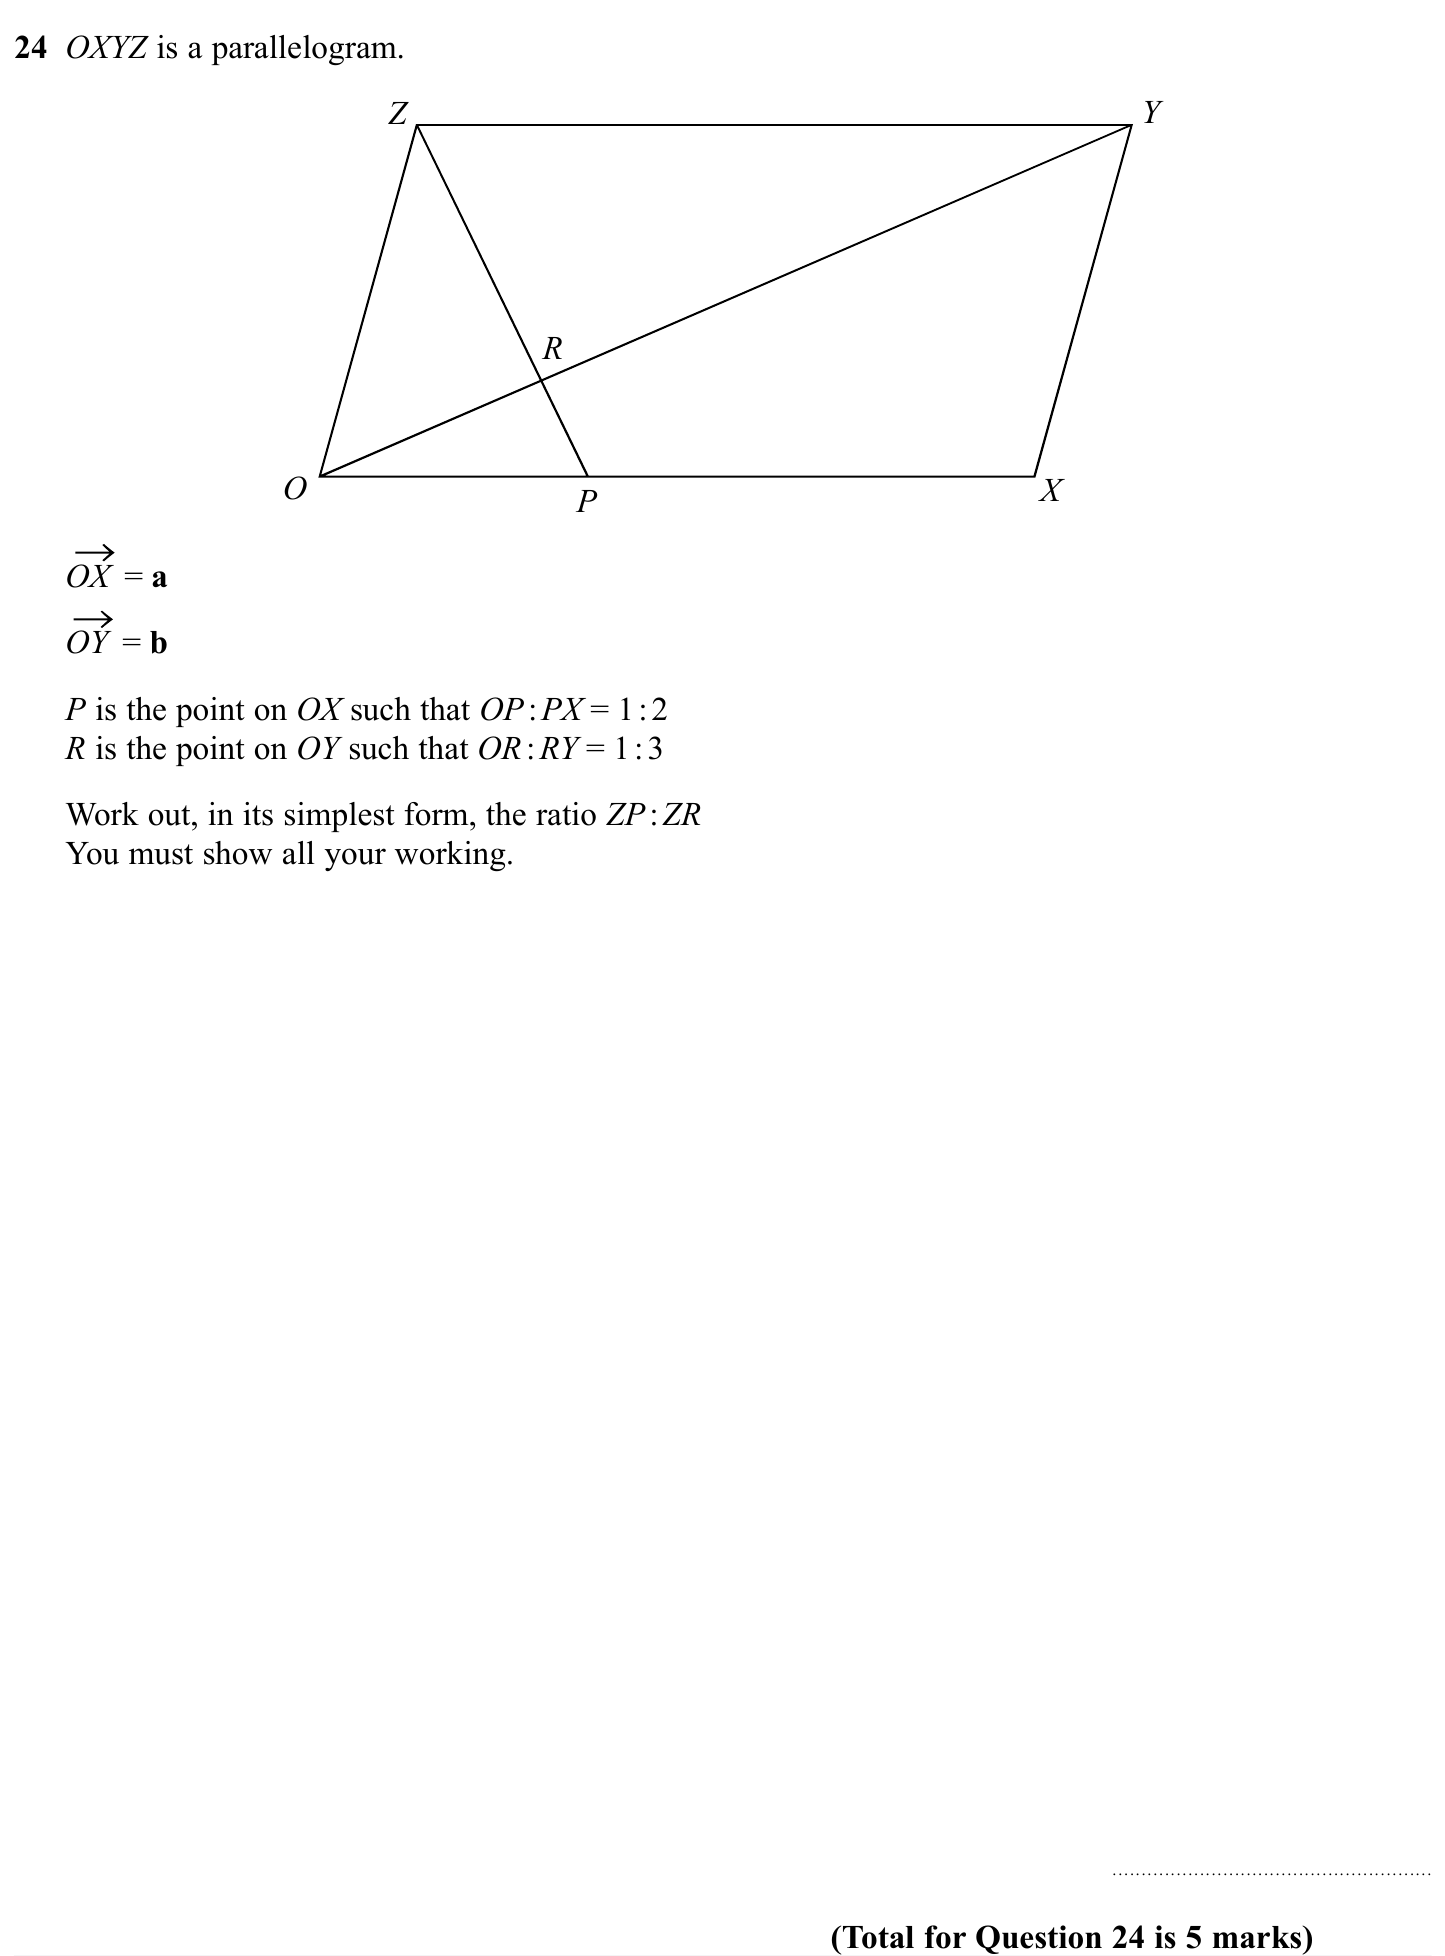 24 OXYZ is a parallelogram.
Z
Y
R
O
P
X
OX = a
OY = b
P is the point on OX such that OP : PX = 1 : 2
R is the point on OY such that OR : RY = 1 : 3
Work out, in its simplest form, the ratio ZP : ZR
You must show all your working.
(Total for Question 24 is 5 marks)